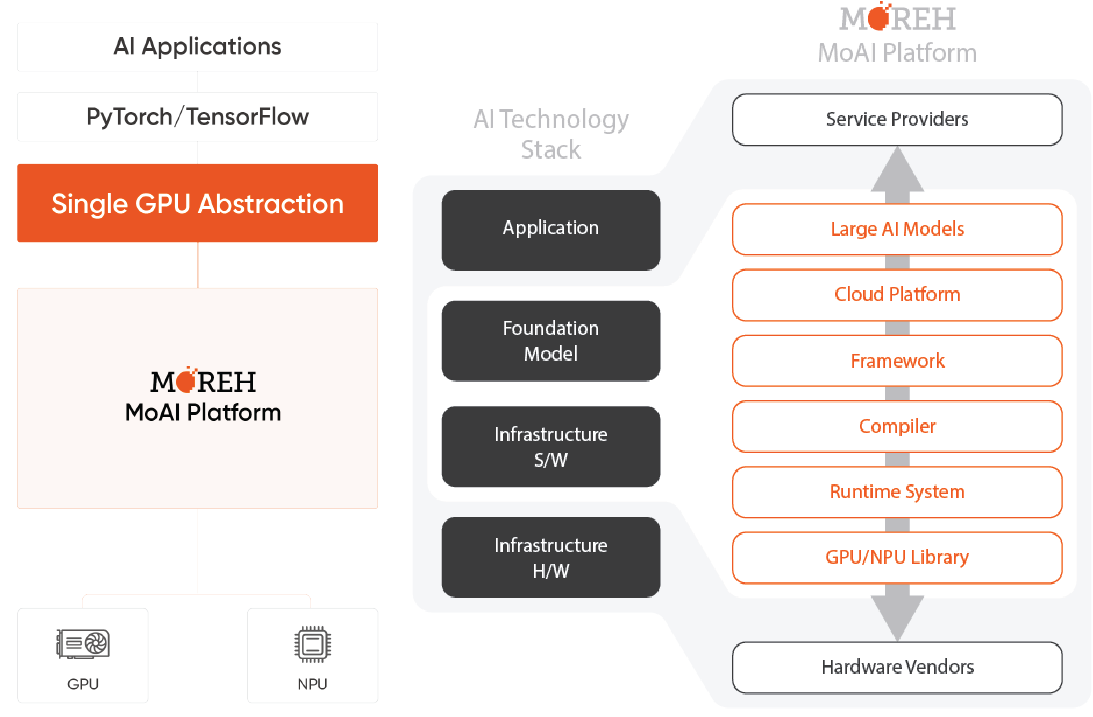 AI Applications
PyTorch/TensorFlow
Single GPU Abstraction
MOREH
MoAI Platform
GPU
NPU
AI Technology
Stack
Application
Foundation
Model
Infrastructure
S/W
Infrastructure
H/W
MOREH
MoAI Platform
Service Providers
Large AI Models
Cloud Platform
Framework
Compiler
Runtime System
GPU/NPU Library
Hardware Vendors